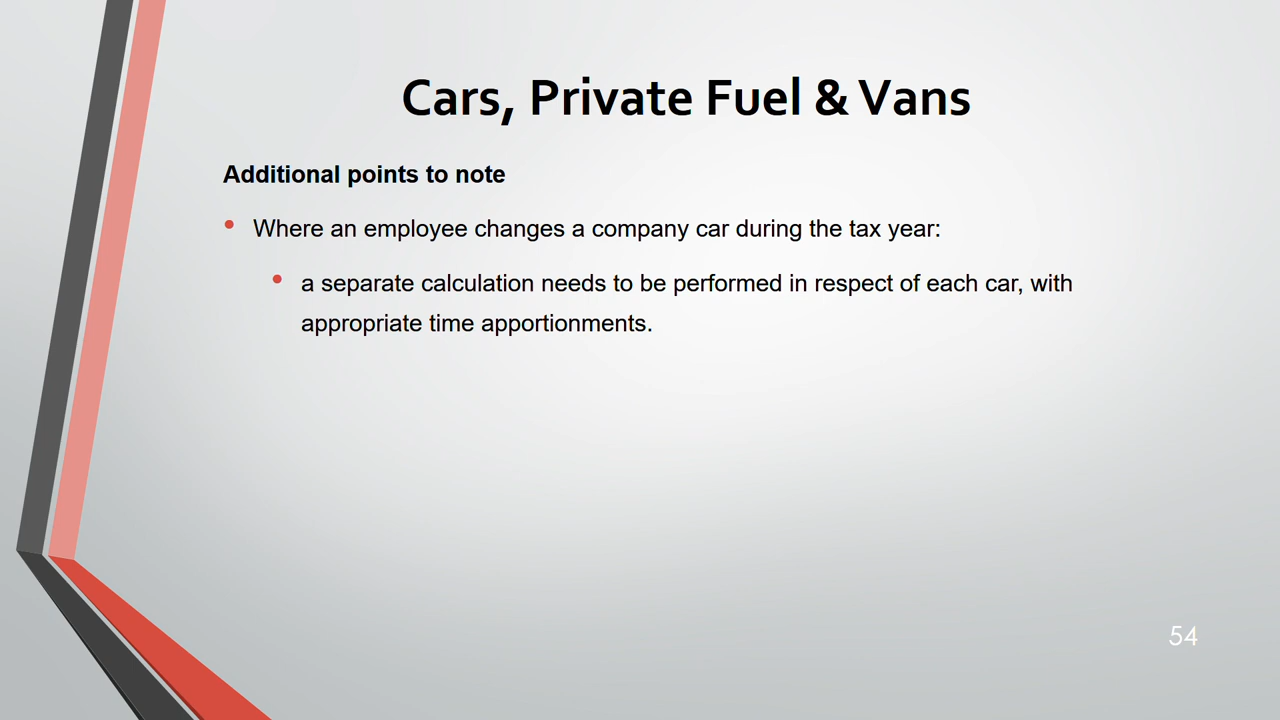 Cars, Private Fuel & Vans
Additional points to note
• Where an employee changes a company car during the tax year:
• a separate calculation needs to be performed in respect of each car, with
appropriate time apportionments.
54